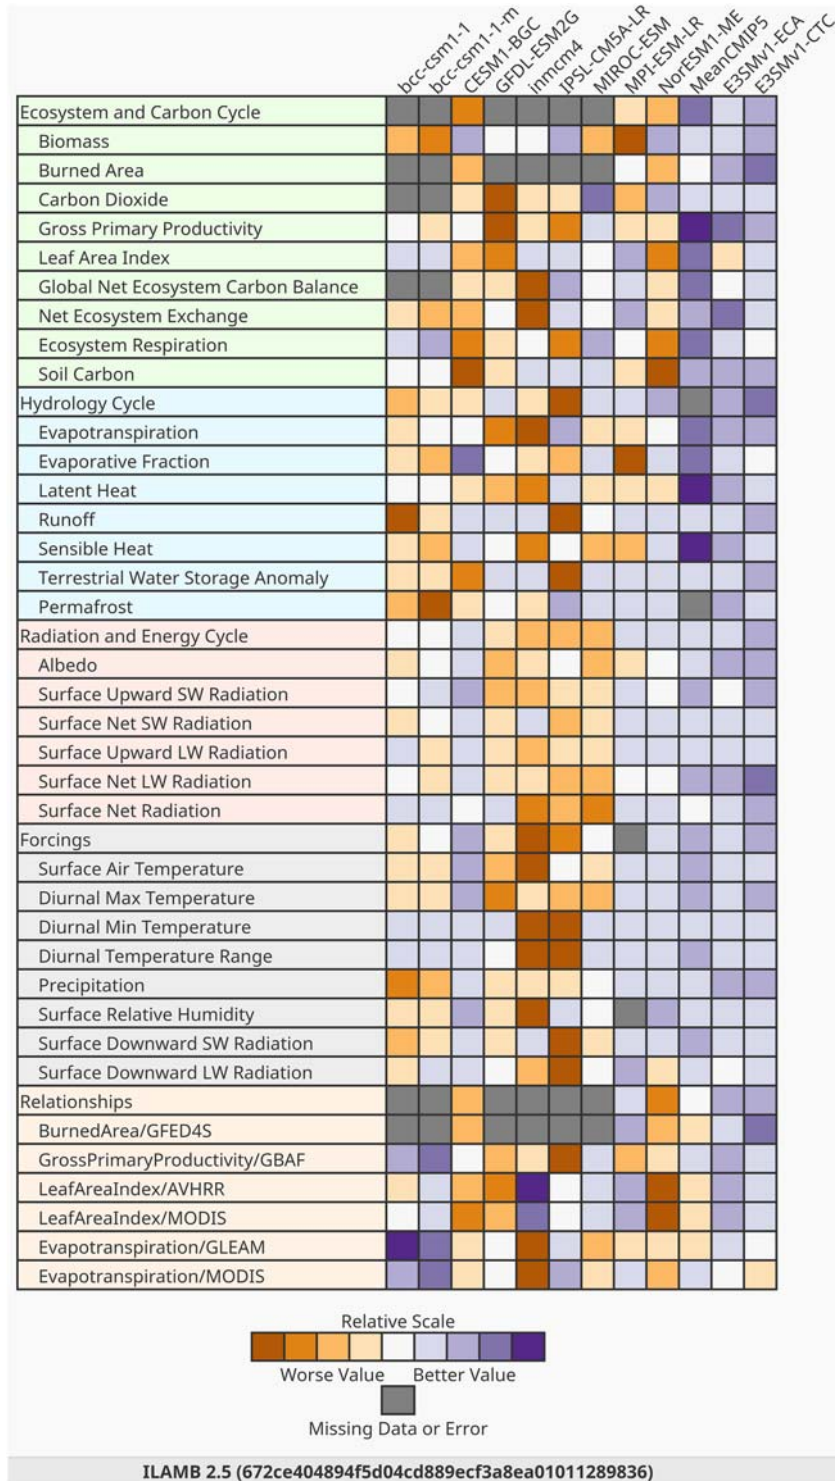 bcc-csm1-1
bcc-csm1-1-m
CESM1-BGC
GFDL-ESM2G
inmcm4
IPSL-CM5A-LR
MIROC-ESM
MPI-ESM-LR
NorESM1-ME
MeanCMIP5
E3SMv1-ECA
E3SMv1-CTC
Ecosystem and Carbon Cycle
Biomass
Burned Area
Carbon Dioxide
Gross Primary Productivity
Leaf Area Index
Global Net Ecosystem Carbon Balance
Net Ecosystem Exchange
Ecosystem Respiration
Soil Carbon
Hydrology Cycle
Evapotranspiration
Evaporative Fraction
Latent Heat
Runoff
Sensible Heat
Terrestrial Water Storage Anomaly
Permafrost
Radiation and Energy Cycle
Albedo
Surface Upward SW Radiation
Surface Net SW Radiation
Surface Upward LW Radiation
Surface Net LW Radiation
Surface Net Radiation
Forcings
Surface Air Temperature
Diurnal Max Temperature
Diurnal Min Temperature
Diurnal Temperature Range
Precipitation
Surface Relative Humidity
Surface Downward SW Radiation
Surface Downward LW Radiation
Relationships
BurnedArea/GFED4S
GrossPrimaryProductivity/GBAF
LeafAreaIndex/AVHRR
LeafAreaIndex/MODIS
Evapotranspiration/GLEAM
Evapotranspiration/MODIS
Relative Scale
Worse Value Better Value
Missing Data or Error
ILAMB 2.5 (672ce404894f5d04cd889ecf3a8ea01011289836)